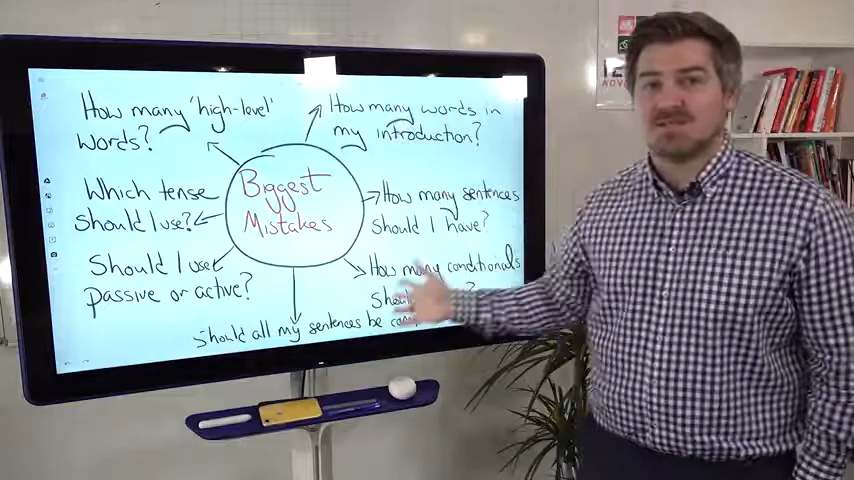 How many 'high-level'
words?
How many words in
my introduction?
Biggest
Mistakes
Which tense
should I use?
How many sentences
should I have?
Should I use
passive or active?
How many conditionals
?
Should all my sentences be
12